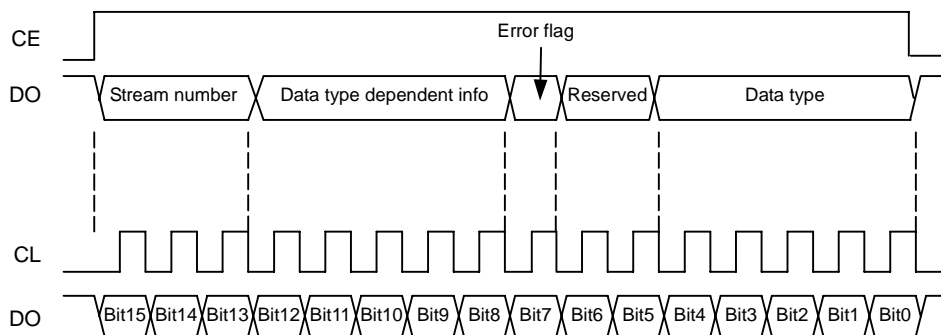 CE
Error flag
DO
Stream number
Data type dependent info
Reserved
Data type
CL
DO
Bit15 Bit14 Bit13 Bit12 Bit11 Bit10 Bit9 Bit8 Bit7 Bit6 Bit5 Bit4 Bit3 Bit2 Bit1 Bit0